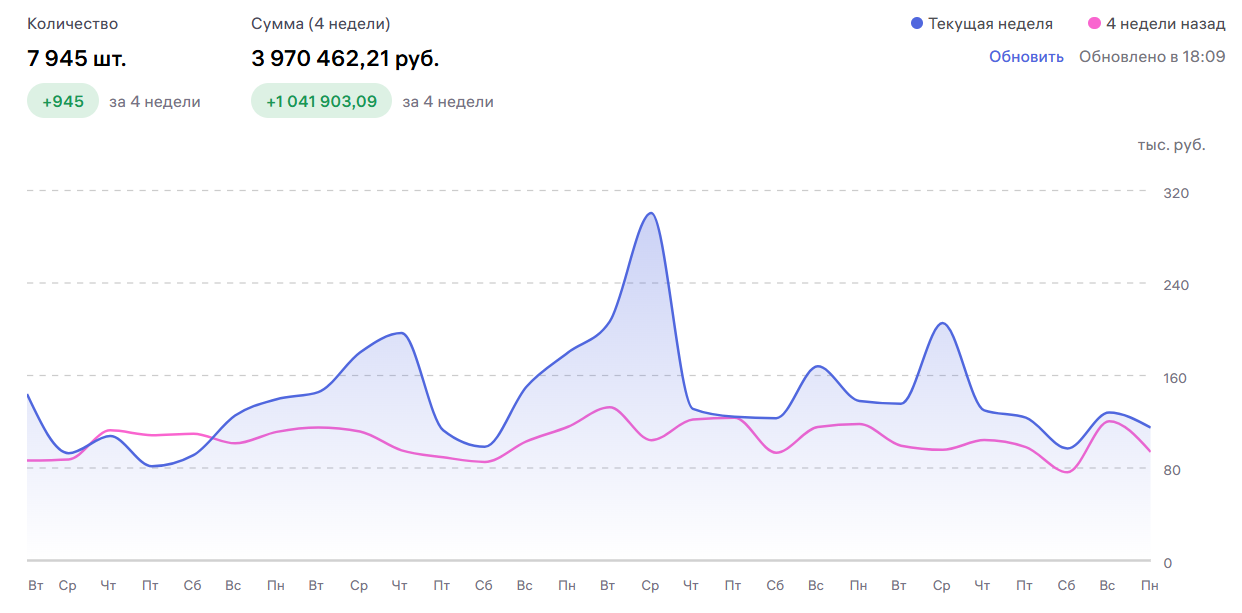 Количество
7 945 шт.
+945 за 4 недели
Сумма (4 недели)
3 970 462,21 руб.
+1 041 903,09 за 4 недели
Текущая неделя 4 недели назад
Обновить Обновлено в 18:09
тыс. руб.
320
240
160
80
0
Вт Ср Чт Пт Сб Вс Пн Вт Ср Чт Пт Сб Вс Пн Вт Ср Чт Пт Сб Вс Пн Вт Ср Чт Пт Сб Вс Пн